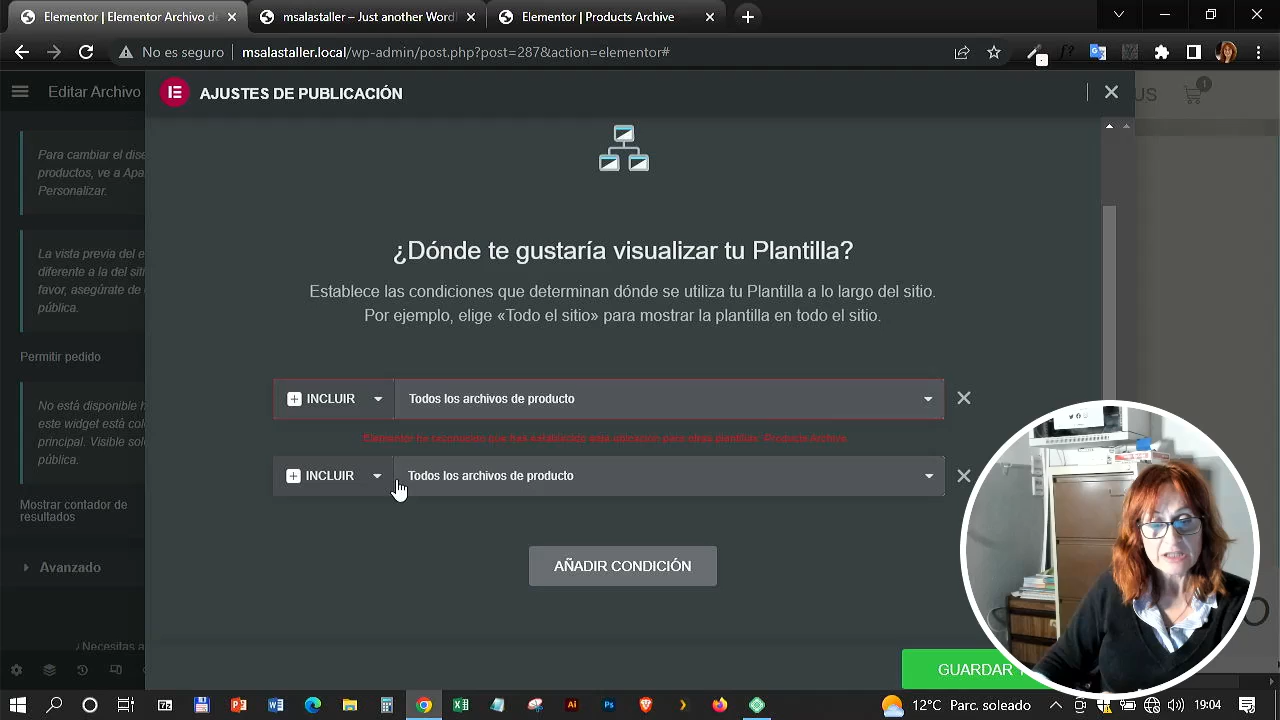 Elementor | Elementor Archivo de
msalastaller – Just another Word
Elementor | Products Archive
No es seguro
msalastaller.local/wp-admin/post.php?post=287&action=elementor#
Editar Archivo
AJUSTES DE PUBLICACIÓN
US
1
Para cambiar el dise
productos, ve a Apa
Personalizar.
La vista previa del e
diferente a la del siti
favor, asegúrate de
pública.
Permitir pedido
No está disponible h
este widget está col
principal. Visible sol
pública.
Mostrar contador de
resultados
Avanzado
¿Necesitas a
¿Dónde te gustaría visualizar tu Plantilla?
Establece las condiciones que determinan dónde se utiliza tu Plantilla a lo largo del sitio.
Por ejemplo, elige «Todo el sitio» para mostrar la plantilla en todo el sitio.
INCLUIR
Todos los archivos de producto
Elementor ha reconocido que has establecido esta ubicación para otras plantillas: Products Archive
INCLUIR
Todos los archivos de producto
AÑADIR CONDICIÓN
GUARDAR Y
12°C Parc. soleado
19:04